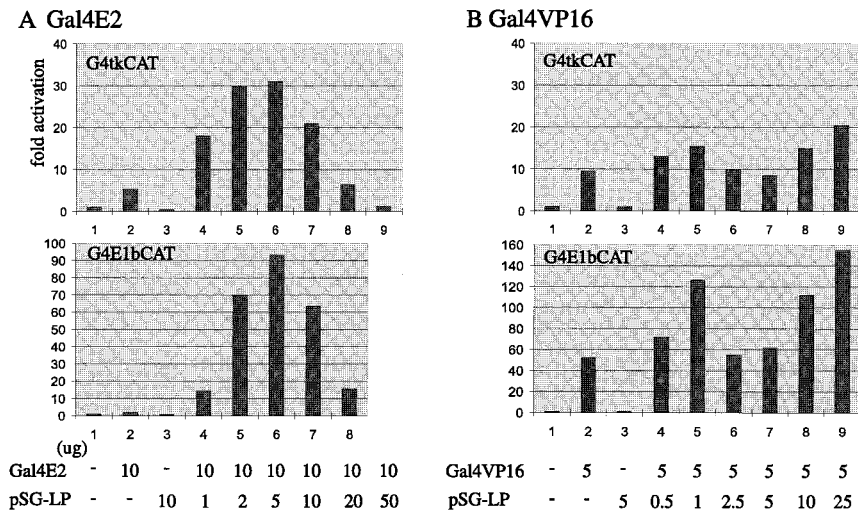 A Gal4E2
B Gal4VP16
fold activation
40
30
20
10
0
G4tkCAT
1 2 3 4 5 6 7 8 9
100
90
80
70
60
50
40
30
20
10
0
G4E1bCAT
1 2 3 4 5 6 7 8
(ug)
Gal4E2 - 10 - 10 10 10 10 10 10
pSG-LP - - 10 1 2 5 10 20 50
40
30
20
10
0
G4tkCAT
1 2 3 4 5 6 7 8 9
160
140
120
100
80
60
40
20
0
G4E1bCAT
1 2 3 4 5 6 7 8 9
Gal4VP16 - 5 - 5 5 5 5 5 5
pSG-LP - - 5 0.5 1 2.5 5 10 25